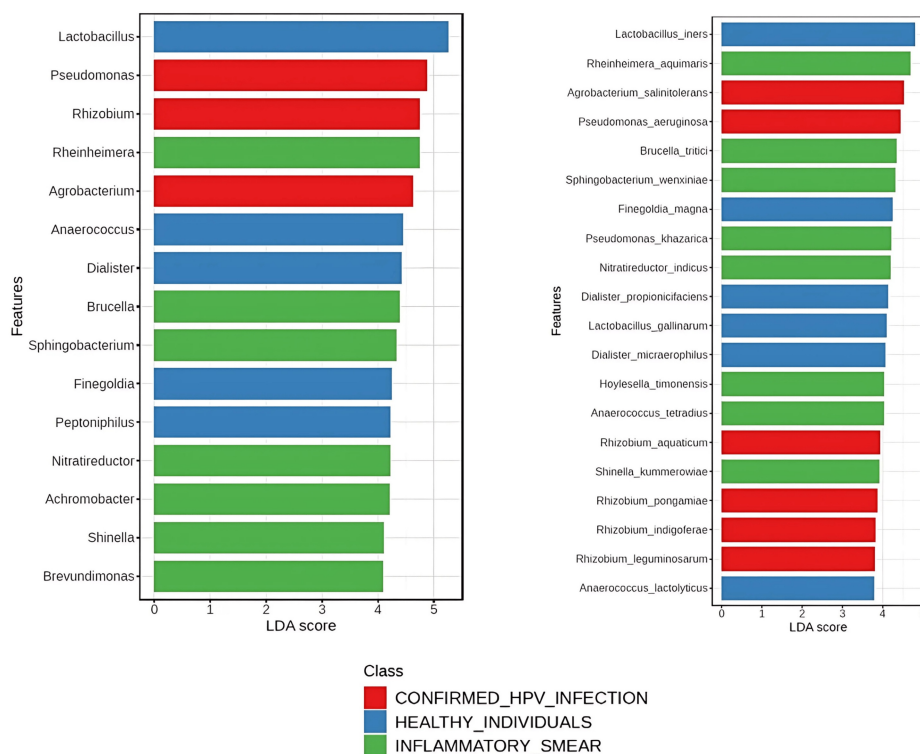 Lactobacillus
Pseudomonas
Rhizobium
Rheinheimera
Agrobacterium
Anaerococcus
Dialister
Brucella
Sphingobacterium
Finegoldia
Peptoniphilus
Nitratireductor
Achromobacter
Shinella
Brevundimonas
Features
0 1 2 3 4 5
LDA score
Lactobacillus_iners
Rheinheimera_aquimaris
Agrobacterium_salinitolerans
Pseudomonas_aeruginosa
Brucella_tritici
Sphingobacterium_wenxiniae
Finegoldia_magna
Pseudomonas_khazarica
Nitratireductor_indicus
Dialister_propionicifaciens
Lactobacillus_gallinarum
Dialister_micraerophilus
Hoylesella_timonensis
Anaerococcus_tetradius
Rhizobium_aquaticum
Shinella_kummerowiae
Rhizobium_pongamiae
Rhizobium_indigoferae
Rhizobium_leguminosarum
Anaerococcus_lactolyticus
Features
0 1 2 3 4
LDA score
Class
CONFIRMED_HPV_INFECTION
HEALTHY_INDIVIDUALS
INFLAMMATORY_SMEAR